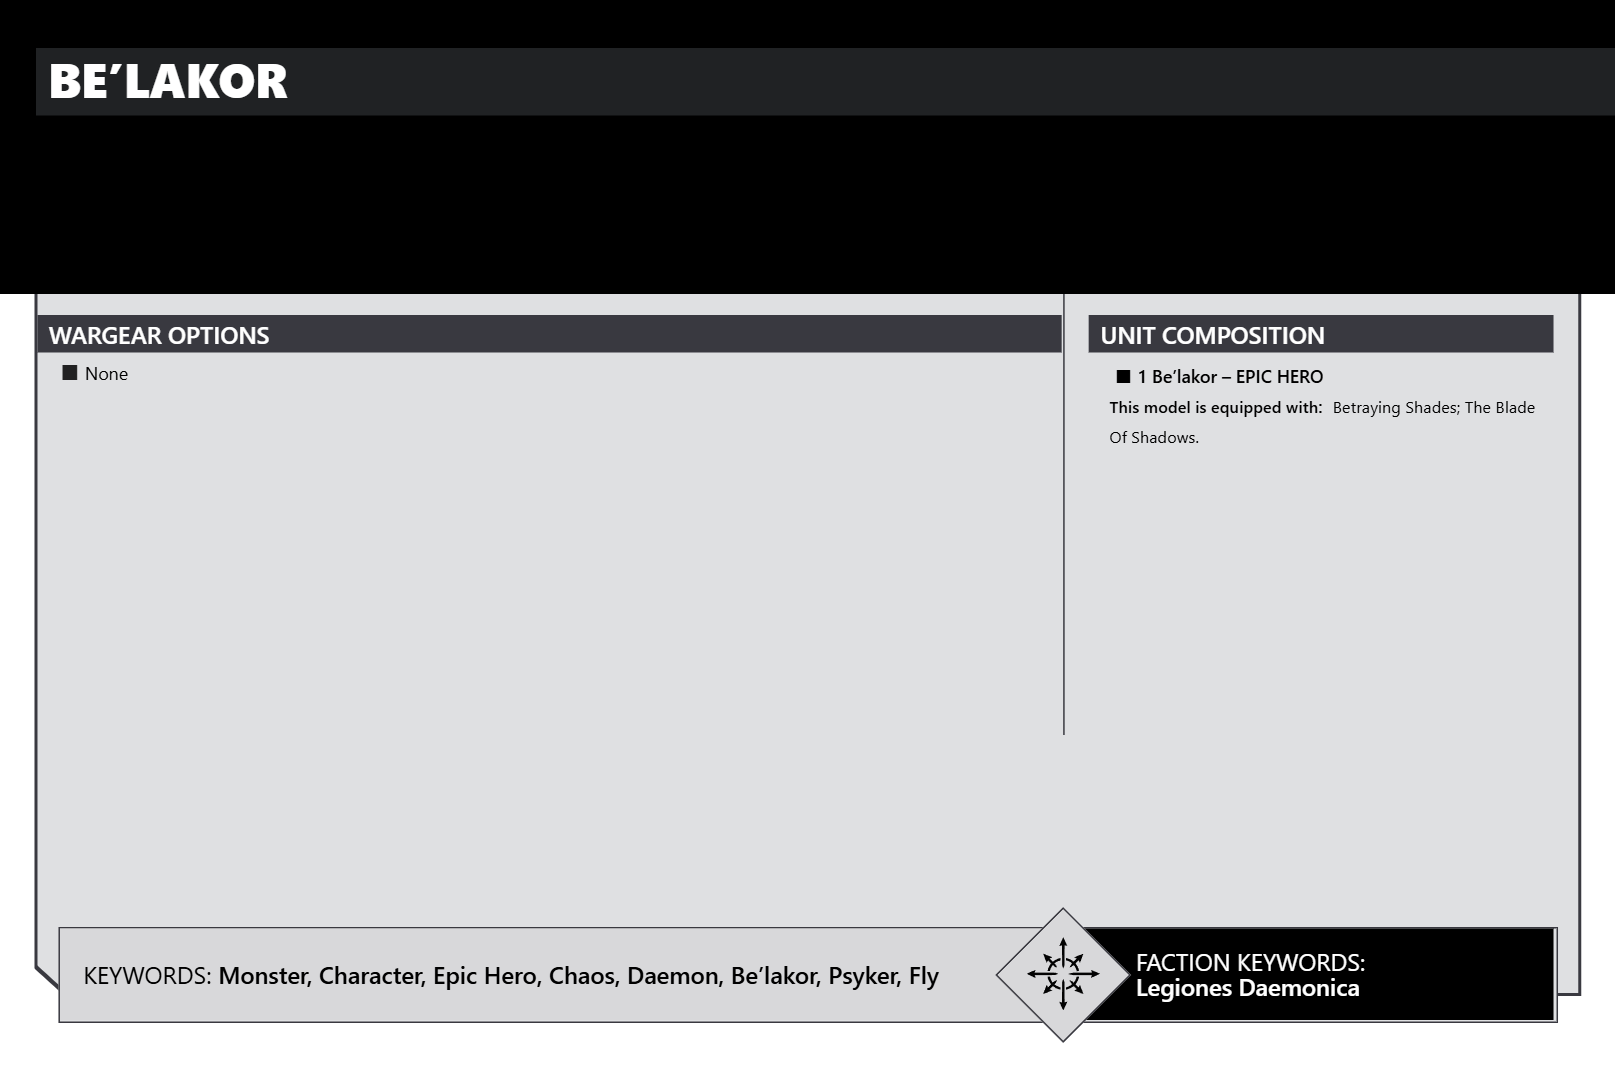 BE’LAKOR
WARGEAR OPTIONS
■ None
UNIT COMPOSITION
■ 1 Be’lakor – EPIC HERO
This model is equipped with: Betraying Shades; The Blade
Of Shadows.
KEYWORDS: Monster, Character, Epic Hero, Chaos, Daemon, Be‘lakor, Psyker, Fly
FACTION KEYWORDS:
Legiones Daemonica